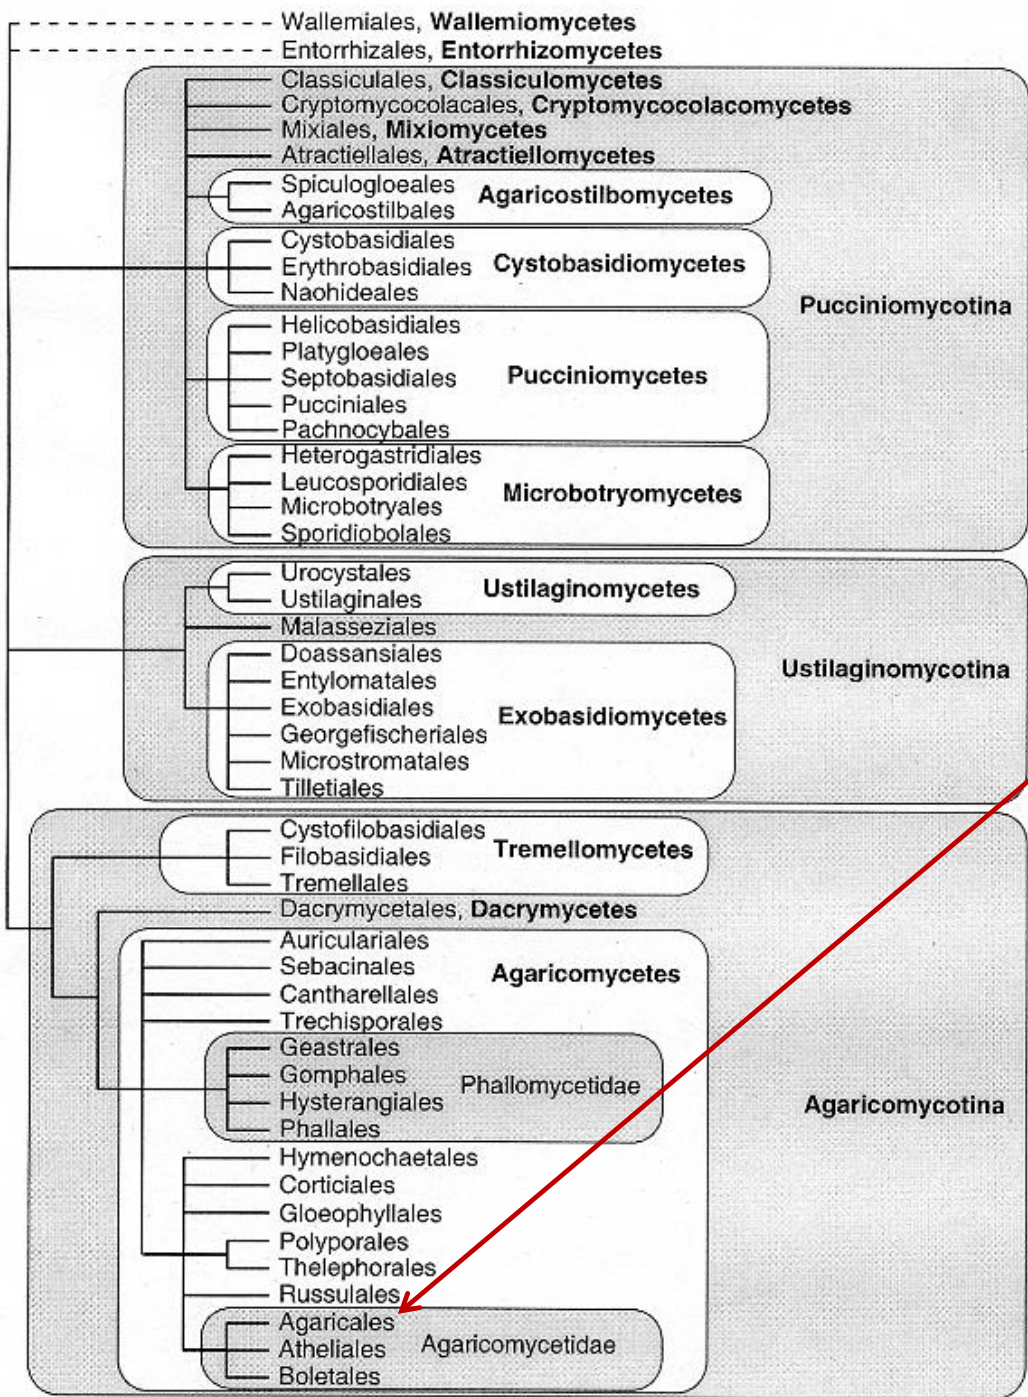 Wallemiales, Wallemiomycetes
Entorrhizales, Entorrhizomycetes
Classiculales, Classiculomycetes
Cryptomycocolacales, Cryptomycocolacomycetes
Mixiales, Mixiomycetes
Atractiellales, Atractiellomycetes
Spiculogloeales
Agaricostilbales
Agaricostilbomycetes
Cystobasidiales
Erythrobasidiales
Naohideales
Cystobasidiomycetes
Helicobasidiales
Platygloeales
Septobasidiales
Pucciniales
Pachnocybales
Pucciniomycetes
Heterogastridiales
Leucosporidiales
Microbotryales
Sporidiobolales
Microbotryomycetes
Pucciniomycotina
Urocystales
Ustilaginales
Ustilaginomycetes
Malasseziales
Doassansiales
Entylomatales
Exobasidiales
Georgefischeriales
Microstromatales
Tilletiales
Exobasidiomycetes
Ustilaginomycotina
Cystofilobasidiales
Filobasidiales
Tremellales
Tremellomycetes
Dacrymycetales, Dacrymycetes
Auriculariales
Sebacinales
Cantharellales
Trechisporales
Agaricomycetes
Geastrales
Gomphales
Hysterangiales
Phallales
Phallomycetidae
Hymenochaetales
Corticiales
Gloeophyllales
Polyporales
Thelephorales
Russulales
Agaricales
Atheliales
Boletales
Agaricomycetidae
Agaricomycotina